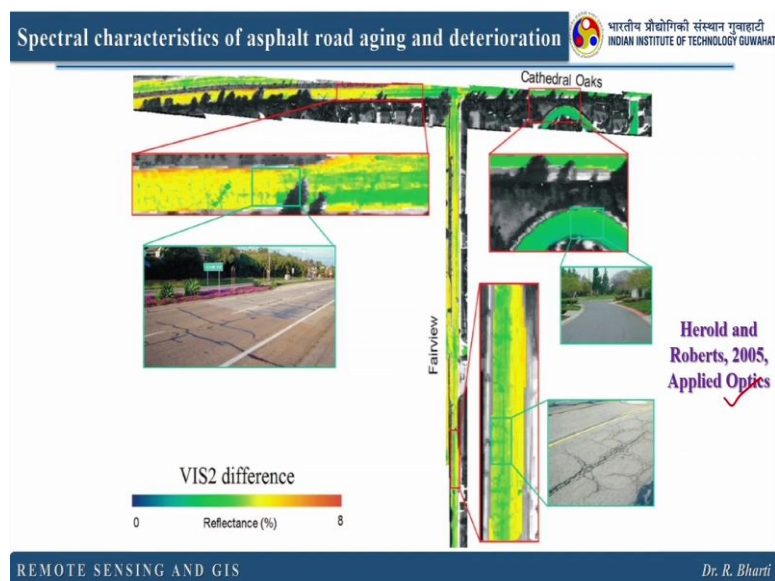 Spectral characteristics of asphalt road aging and deterioration
भारतीय प्रौद्योगिकी संस्थान गुवाहाटी
INDIAN INSTITUTE OF TECHNOLOGY GUWAHAT
Cathedral Oaks
Fairview
Herold and
Roberts, 2005,
Applied Optics
VIS2 difference
0
Reflectance (%)
8
REMOTE SENSING AND GIS
Dr. R. Bharti